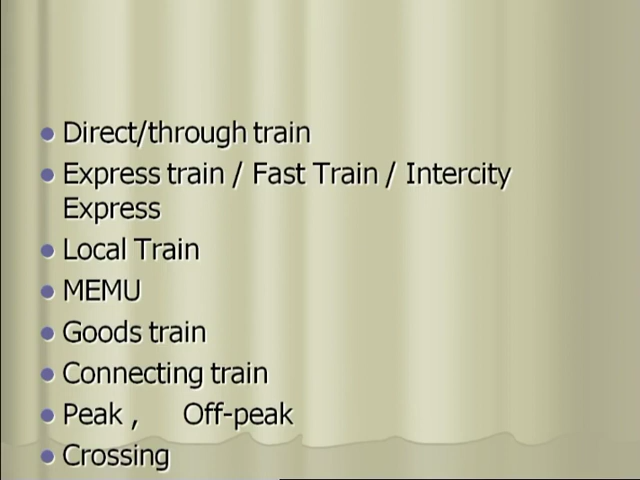 Direct/through train
Express train / Fast Train / Intercity
Express
Local Train
MEMU
Goods train
Connecting train
Peak , Off-peak
Crossing